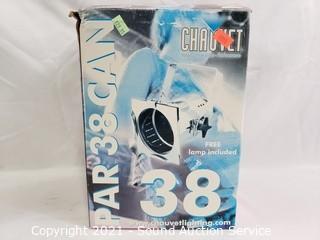 CHAUVET
PAR 38 CAN
FREE
lamp included
38
www.chauvetlighting.com
Copyright 2021 - Sound Auction Service